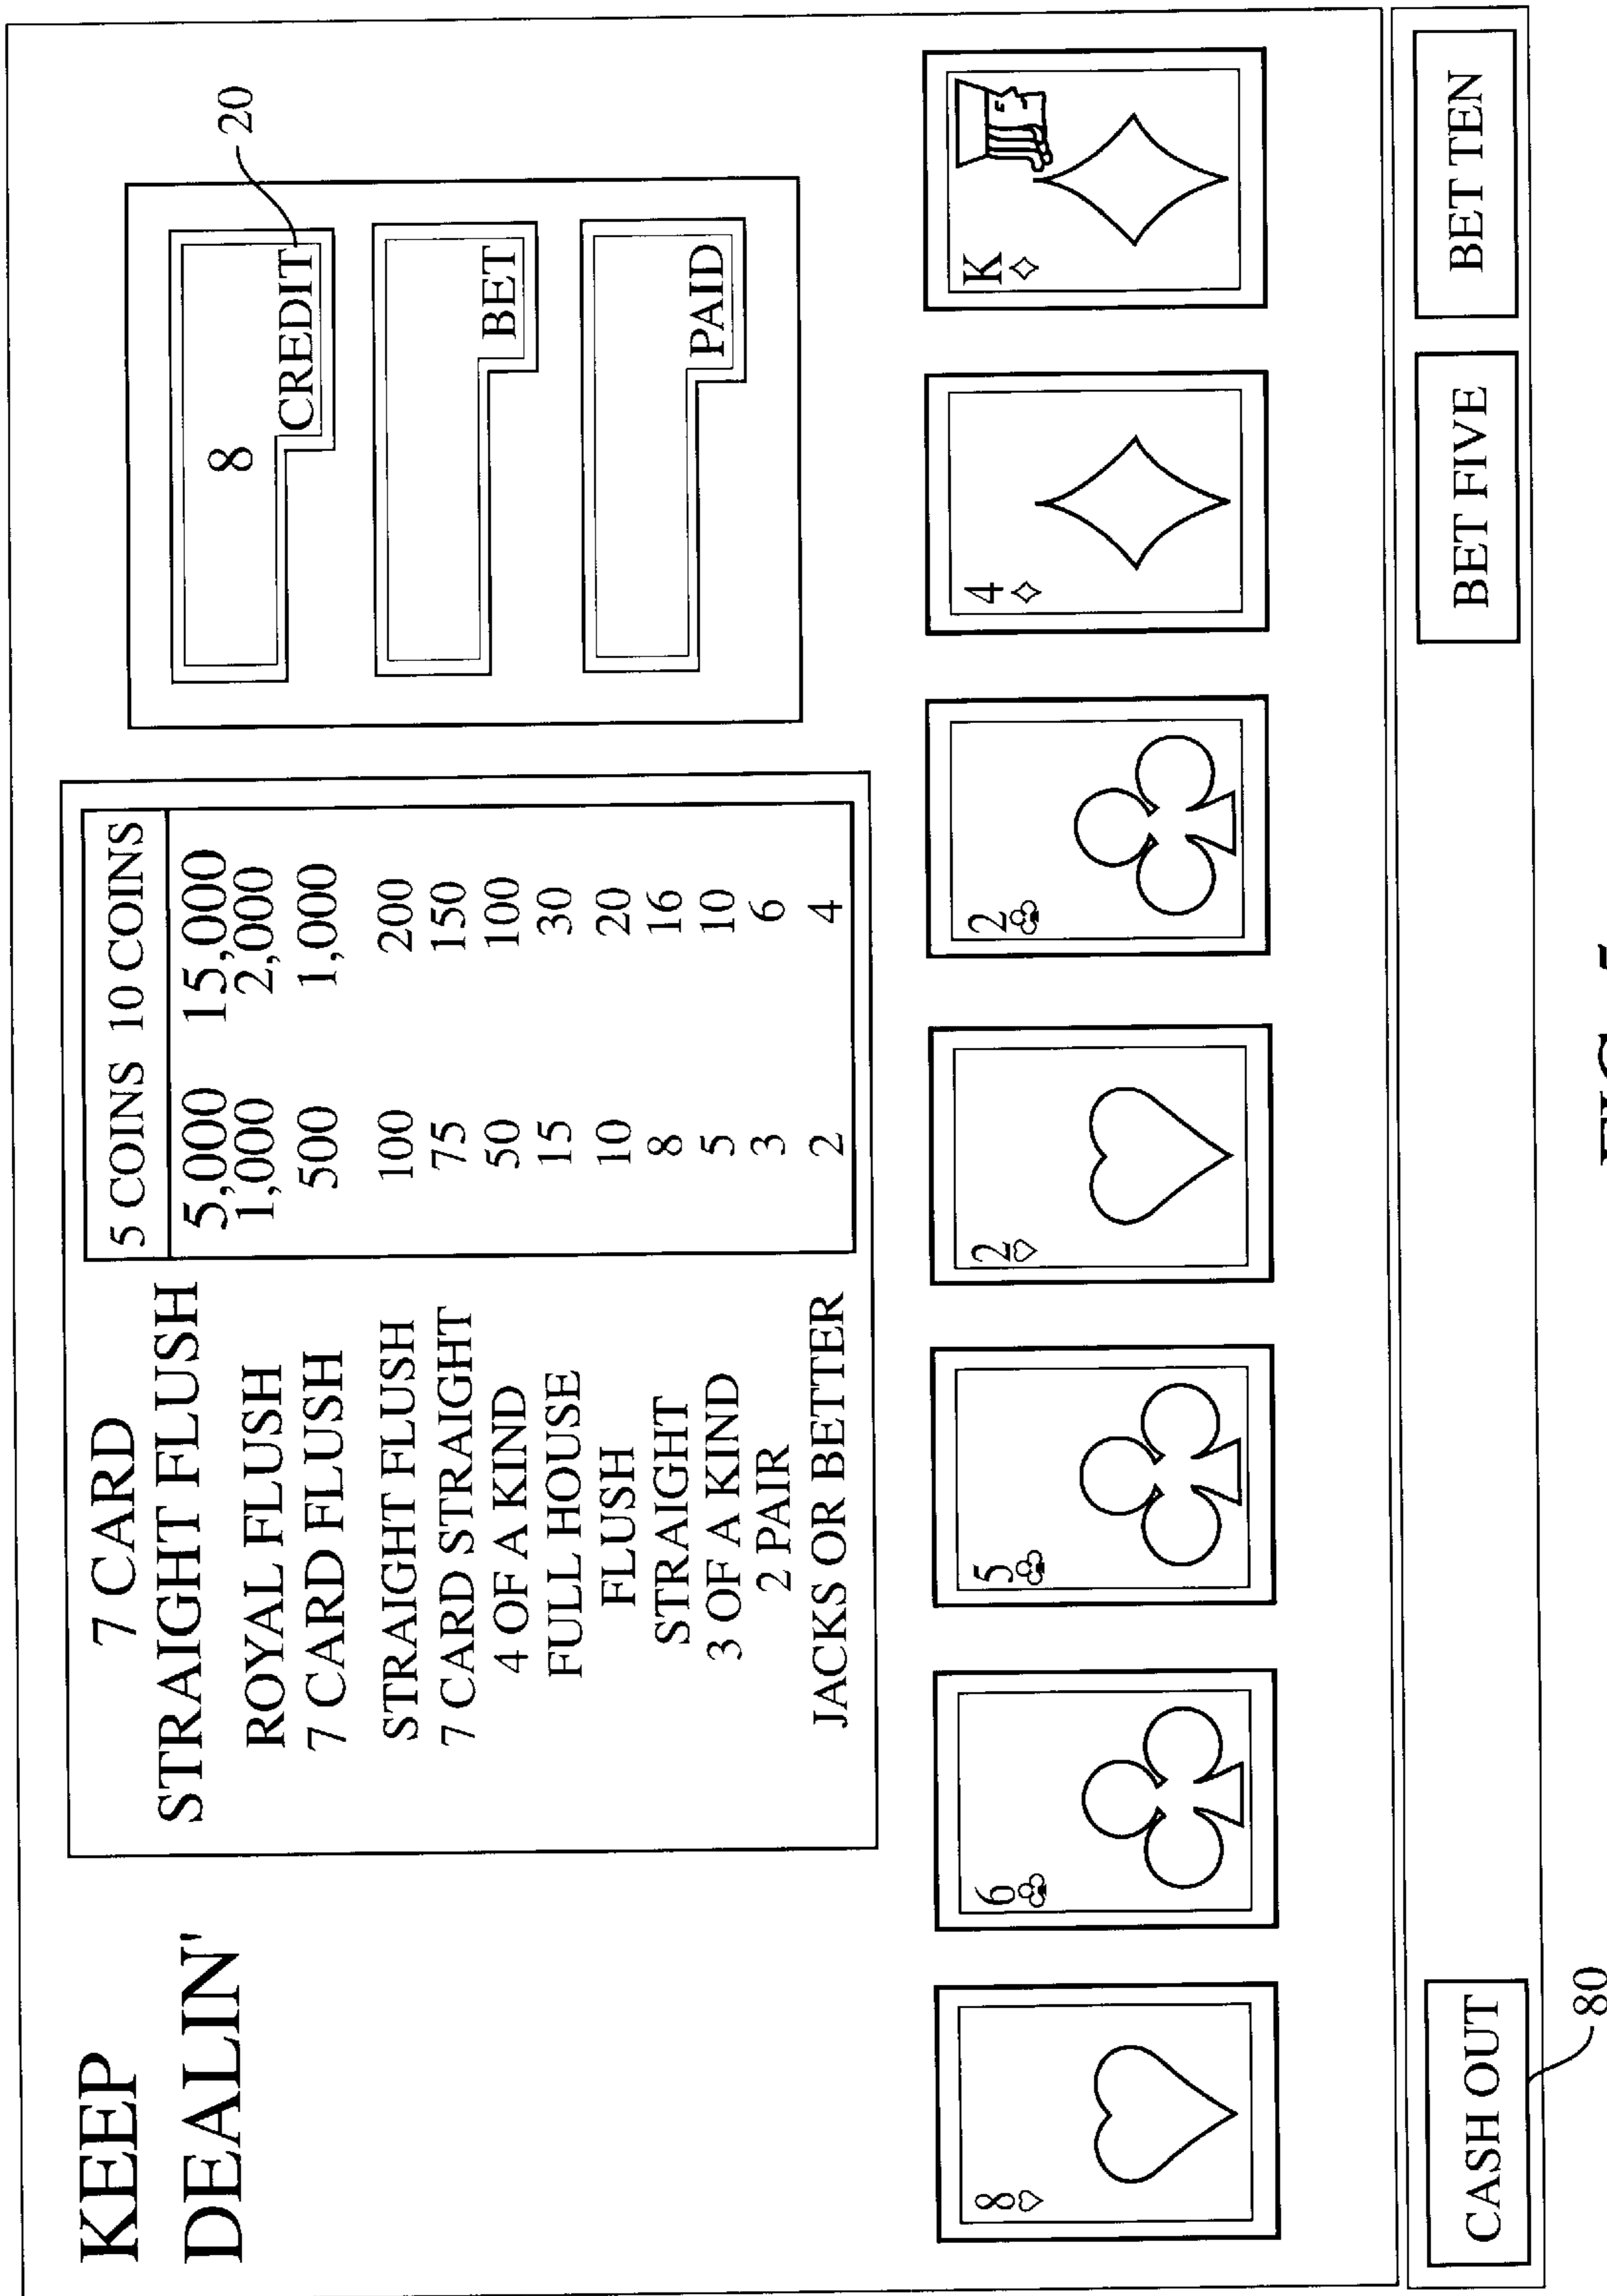 KEEP
DEALIN'
7 CARD
STRAIGHT FLUSH
ROYAL FLUSH
7 CARD FLUSH
STRAIGHT FLUSH
7 CARD STRAIGHT
4 OF A KIND
FULL HOUSE
FLUSH
STRAIGHT
3 OF A KIND
2 PAIR
JACKS OR BETTER
5 COINS 10 COINS
5,000 15,000
1,000 2,000
500 1,000
100 200
75 150
50 100
15 30
10 20
8 16
5 10
3 6
2 4
8
CREDIT
20
BET
PAID
8
6
5
2
2
4
K
CASH OUT
BET FIVE
BET TEN
80